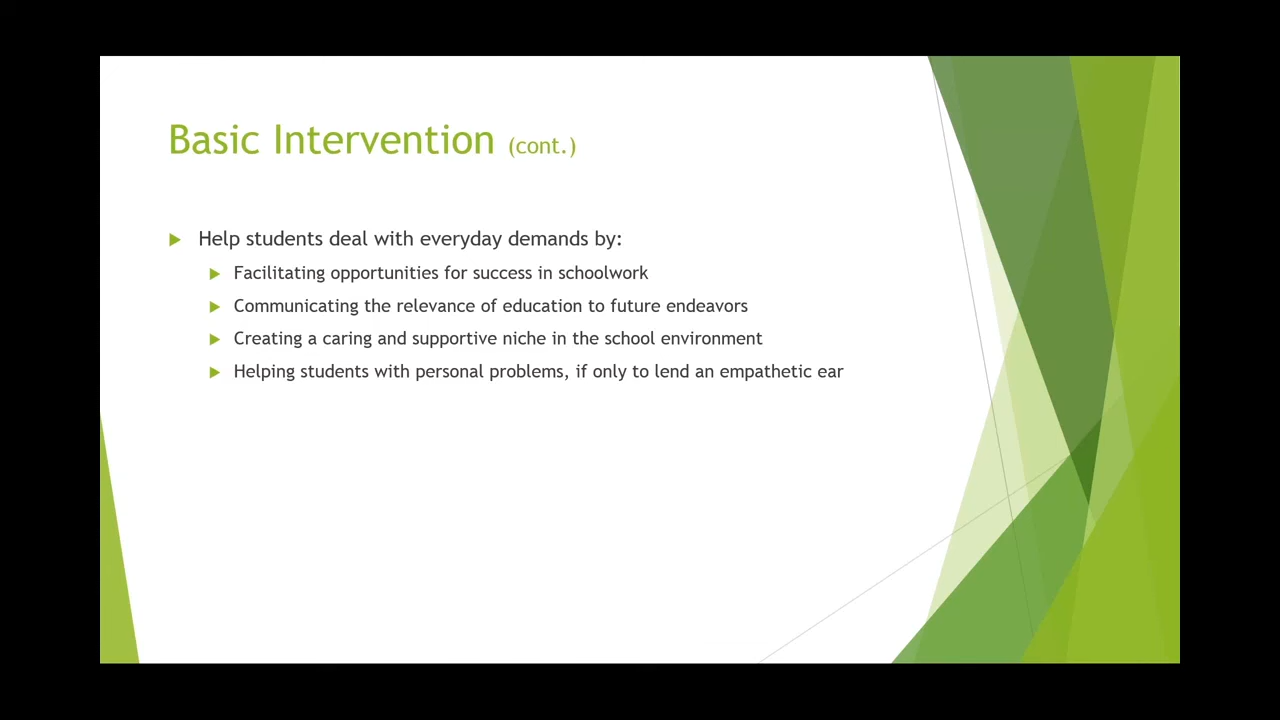 Basic Intervention (cont.)
Help students deal with everyday demands by:
Facilitating opportunities for success in schoolwork
Communicating the relevance of education to future endeavors
Creating a caring and supportive niche in the school environment
Helping students with personal problems, if only to lend an empathetic ear